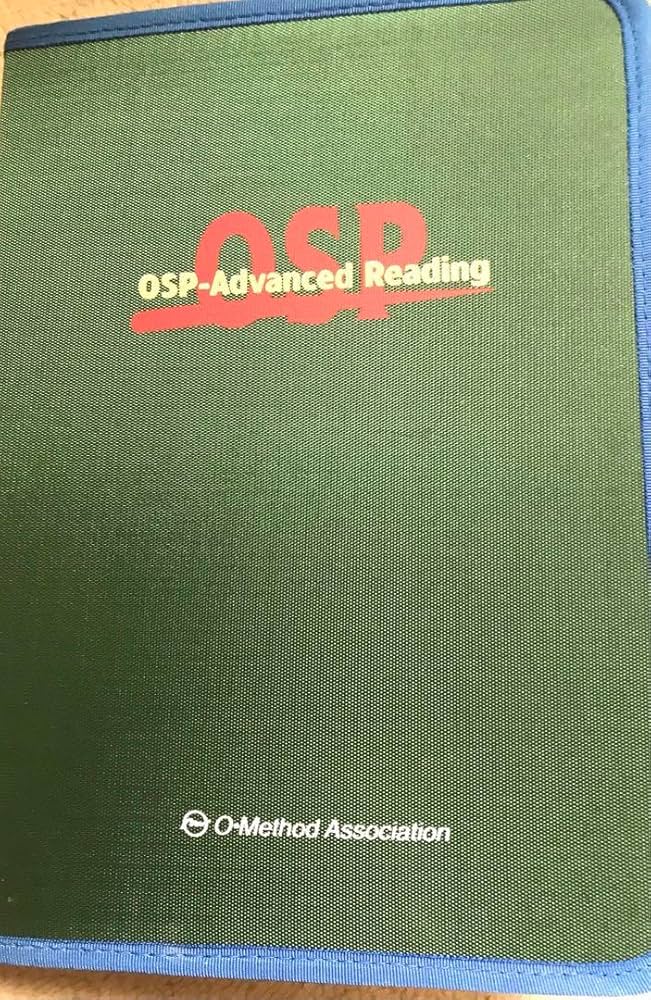 OSP
OSP-Advanced Reading
O-Method Association